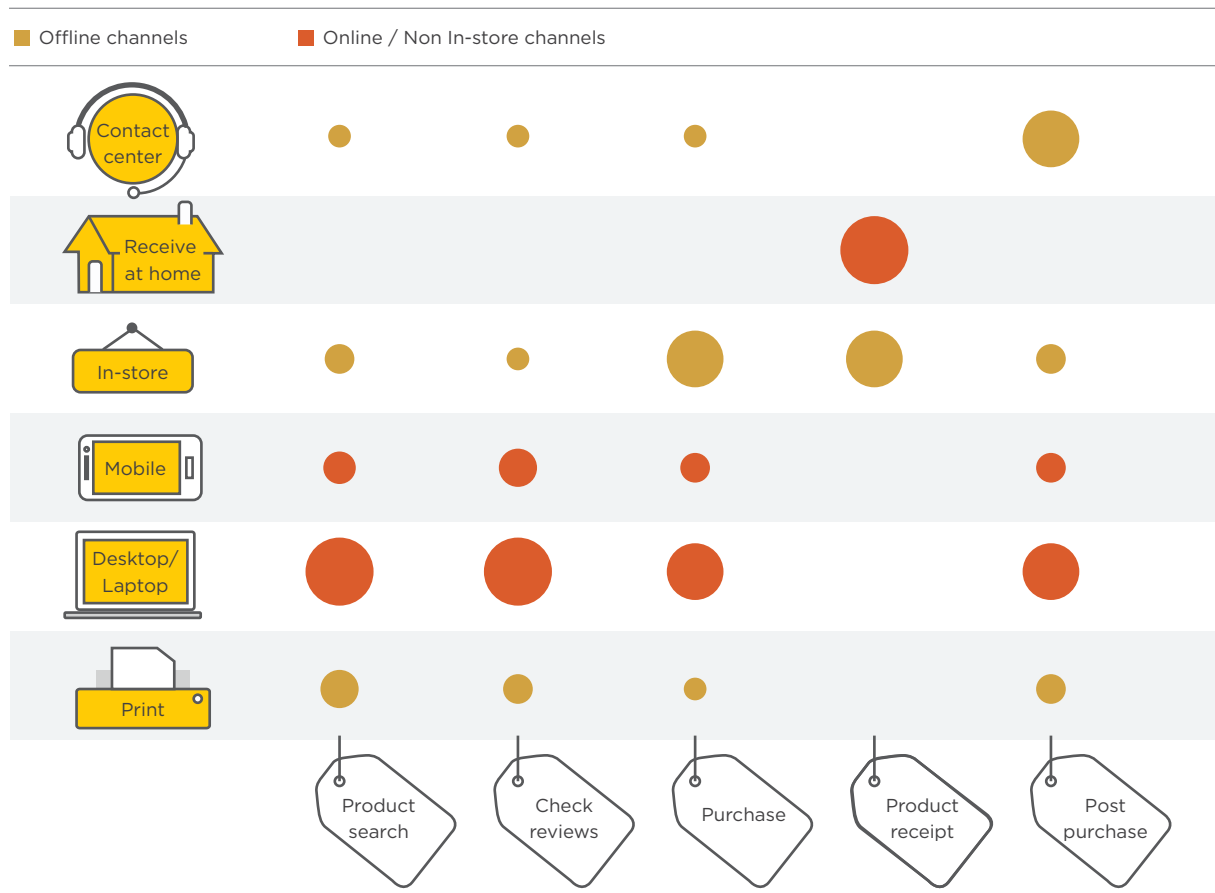 Offline channels
Online / Non In-store channels
Contact
center
Receive
at home
In-store
Mobile
Desktop/
Laptop
Print
Product
search
Check
reviews
Purchase
Product
receipt
Post
purchase